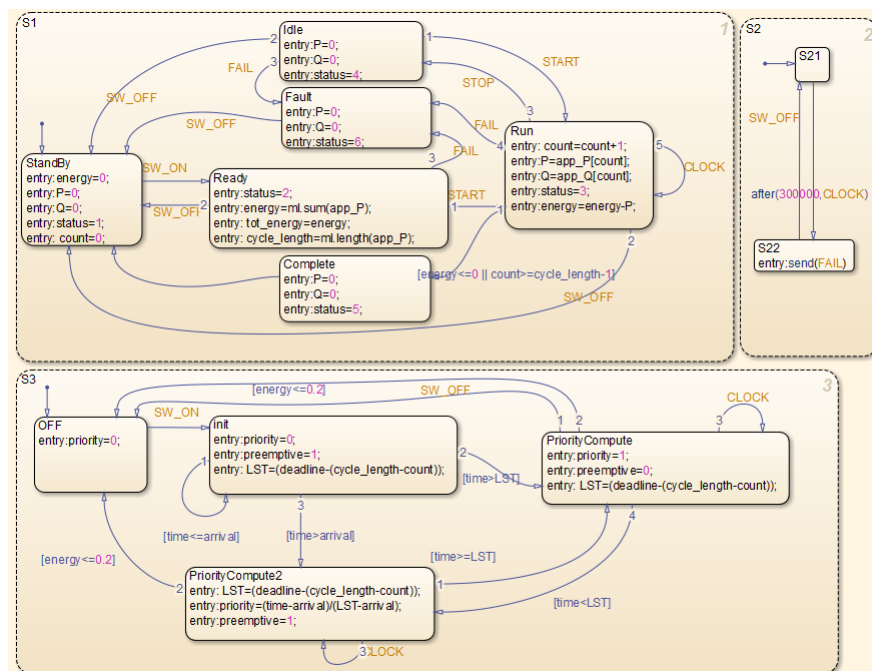 S1
1
Idle
entry:P=0;
entry:Q=0;
entry:status=4;
2
3
1
FAIL
START
STOP
SW_OFF
Fault
entry:P=0;
entry:Q=0;
entry:status=6;
SW_OFF
FAIL
FAIL
3
4
3
Run
entry: count=count+1;
entry:P=app_P[count];
entry:Q=app_Q[count];
entry:status=3;
entry:energy=energy-P;
5
CLOCK
StandBy
entry:energy=0;
entry:P=0;
entry:Q=0;
entry:status=1;
entry: count=0;
SW_ON
2
SW_OFF
Ready
entry:status=2;
entry:energy=ml.sum(app_P);
entry: tot_energy=energy;
entry: cycle_length=ml.length(app_P);
START
1
1
2
Complete
entry:P=0;
entry:Q=0;
entry:status=5;
[energy<=0 || count>=cycle_length-1]
SW_OFF
S2
2
S21
SW_OFF
after(300000,CLOCK)
S22
entry:send(FAIL)
S3
3
[energy<=0.2]
SW_OFF
CLOCK
OFF
entry:priority=0;
SW_ON
init
entry:priority=0;
entry:preemptive=1;
entry: LST=(deadline-(cycle_length-count));
1
2
3
[time<=arrival]
[time>arrival]
[time>LST]
1
2
3
PriorityCompute
entry:priority=1;
entry:preemptive=0;
entry: LST=(deadline-(cycle_length-count));
4
[energy<=0.2]
[time>=LST]
[time<LST]
2
1
PriorityCompute2
entry: LST=(deadline-(cycle_length-count));
entry:priority=(time-arrival)/(LST-arrival);
entry:preemptive=1;
3
CLOCK